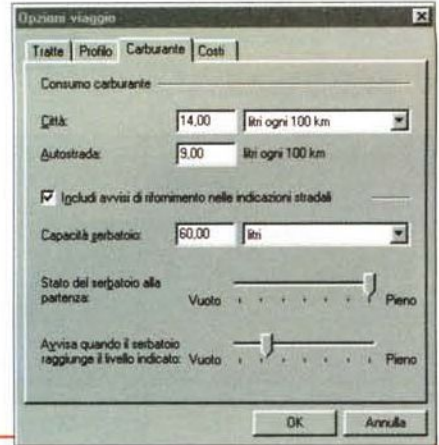 Opzioni viaggio
Tratte Profilo Carburante Costi
Consumo carburante
Città: 14,00 litri ogni 100 km
Autostrada: 9,00 litri ogni 100 km
Includi avvisi di rifornimento nelle indicazioni stradali
Capacità serbatoio: 60,00 litri
Stato del serbatoio alla
partenza: Vuoto Pieno
Avvisa quando il serbatoio
raggiunge il livello indicato: Vuoto Pieno
OK Annulla